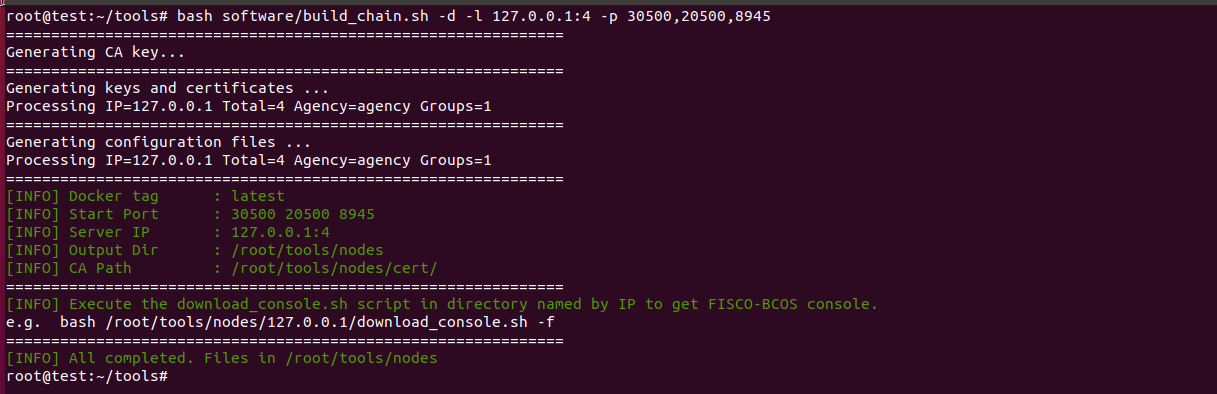 root@test:~/tools# bash software/build_chain.sh -d -l 127.0.0.1:4 -p 30500,20500,8945
==============================================================
Generating CA key...
==============================================================
Generating keys and certificates ...
Processing IP=127.0.0.1 Total=4 Agency=agency Groups=1
==============================================================
Generating configuration files ...
Processing IP=127.0.0.1 Total=4 Agency=agency Groups=1
==============================================================
[INFO] Docker tag      : latest
[INFO] Start Port      : 30500 20500 8945
[INFO] Server IP       : 127.0.0.1:4
[INFO] Output Dir      : /root/tools/nodes
[INFO] CA Path         : /root/tools/nodes/cert/
==============================================================
[INFO] Execute the download_console.sh script in directory named by IP to get FISCO-BCOS console.
e.g.  bash /root/tools/nodes/127.0.0.1/download_console.sh -f
==============================================================
[INFO] All completed. Files in /root/tools/nodes
root@test:~/tools#